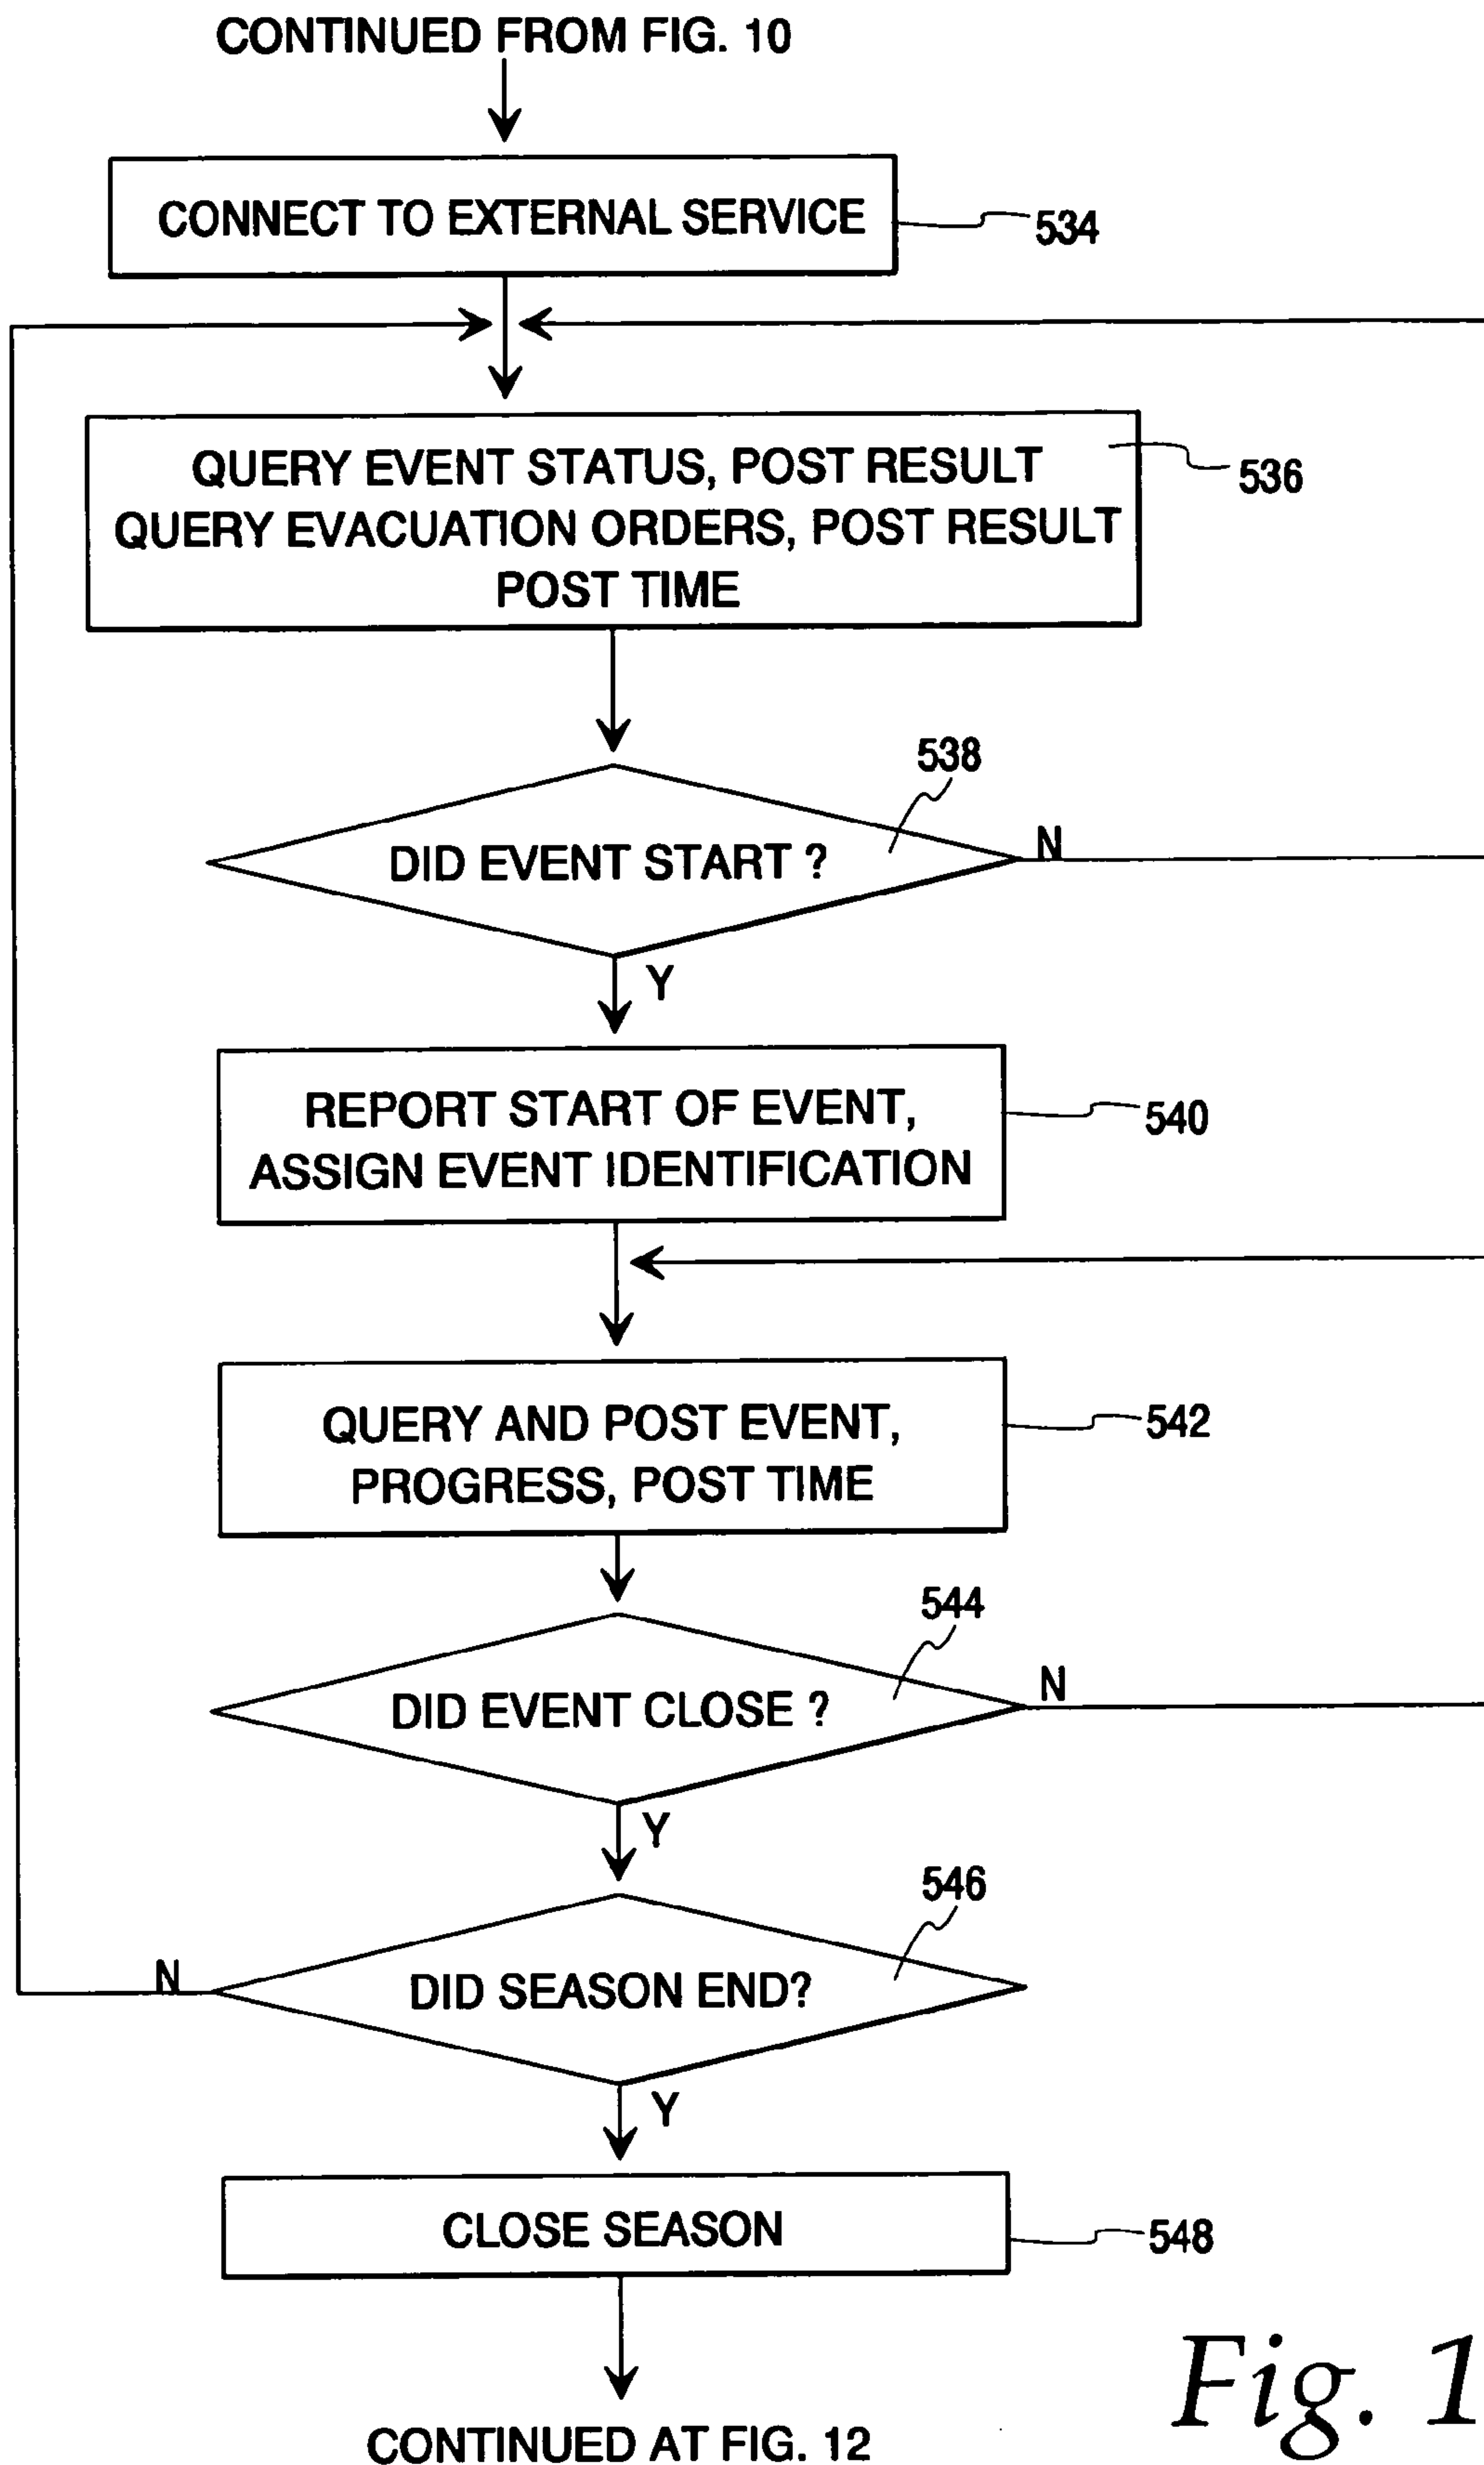 CONTINUED FROM FIG. 10
CONNECT TO EXTERNAL SERVICE
534
QUERY EVENT STATUS, POST RESULT
QUERY EVACUATION ORDERS, POST RESULT
POST TIME
536
538
DID EVENT START ?
N
Y
REPORT START OF EVENT,
ASSIGN EVENT IDENTIFICATION
540
QUERY AND POST EVENT,
PROGRESS, POST TIME
542
544
DID EVENT CLOSE ?
N
Y
546
DID SEASON END?
N
Y
CLOSE SEASON
548
CONTINUED AT FIG. 12
Fig. 1